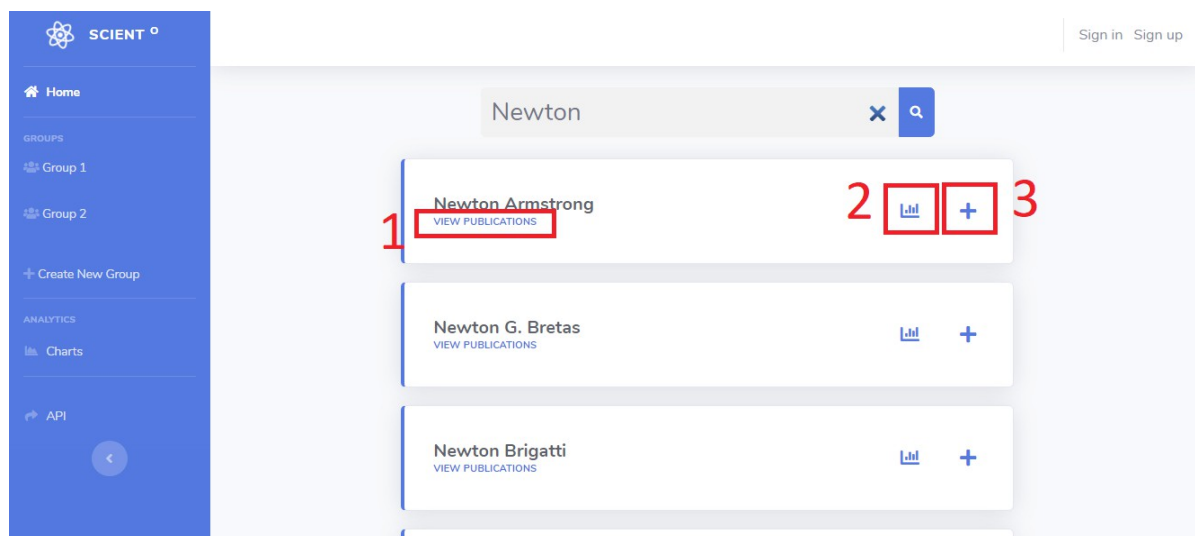 SCIENT O
Sign in Sign up
Home
Newton
GROUPS
Group 1
Group 2
Create New Group
ANALYTICS
Charts
API
Newton Armstrong
VIEW PUBLICATIONS
1
2
3
Newton G. Bretas
VIEW PUBLICATIONS
Newton Brigatti
VIEW PUBLICATIONS